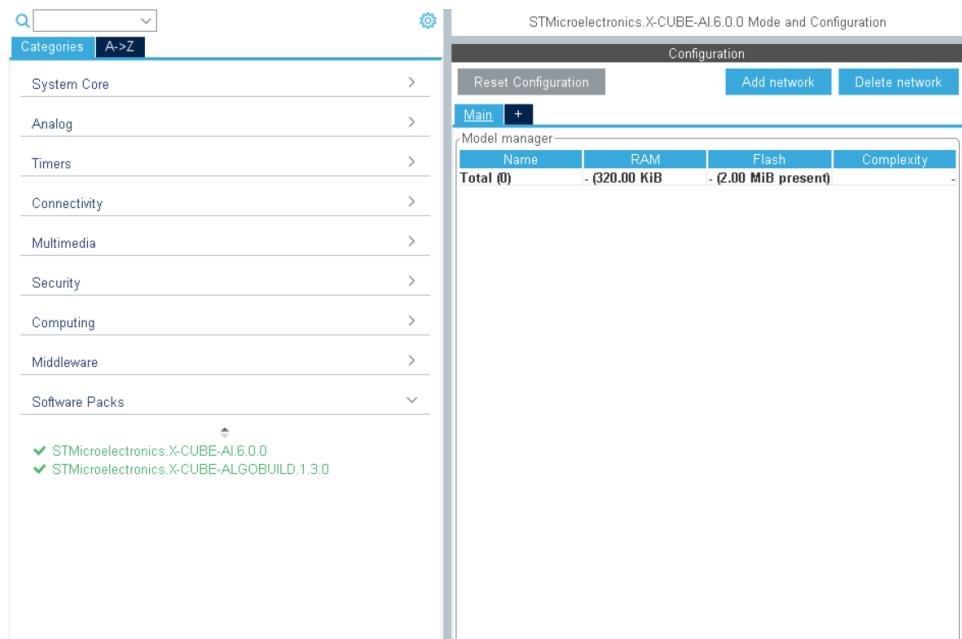 Categories A->Z
System Core
Analog
Timers
Connectivity
Multimedia
Security
Computing
Middleware
Software Packs
STMicroelectronics.X-CUBE-AI.6.0.0
STMicroelectronics.X-CUBE-ALGOBUILD.1.3.0
STMicroelectronics.X-CUBE-AI.6.0.0 Mode and Configuration
Configuration
Reset Configuration Add network Delete network
Main +
Model manager
Name RAM Flash Complexity
Total (0) - (320.00 KiB - (2.00 MiB present) -